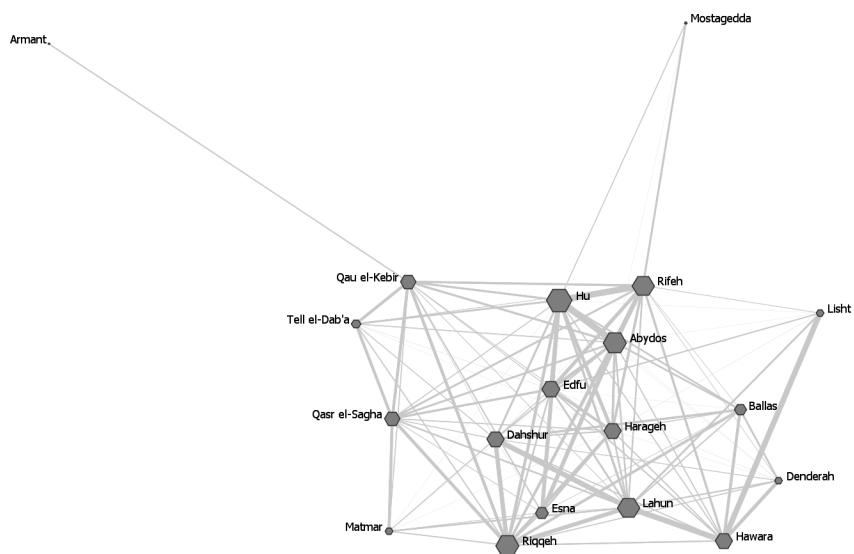 Armant
Mostagedda
Qau el-Kebir
Rifeh
Hu
Lisht
Tell el-Dab'a
Abydos
Edfu
Ballas
Qasr el-Sagha
Harageh
Dahshur
Denderah
Lahun
Esna
Matmar
Hawara
Riqqeh